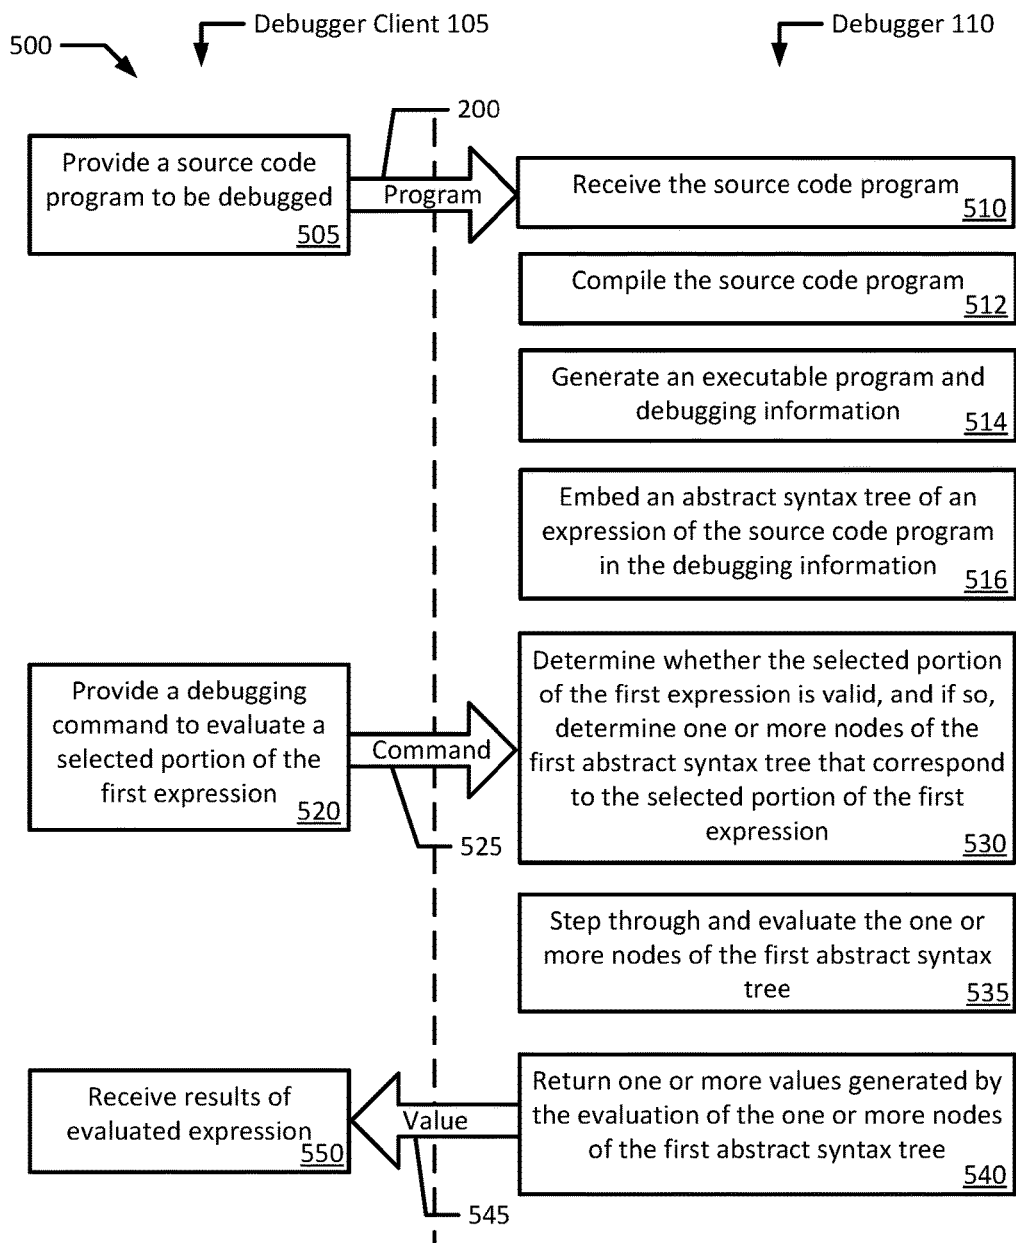 Debugger Client 105
Debugger 110
500
200
Provide a source code
program to be debugged
505
Program
Receive the source code program
510
Compile the source code program
512
Generate an executable program and
debugging information
514
Embed an abstract syntax tree of an
expression of the source code program
in the debugging information
516
Provide a debugging
command to evaluate a
selected portion of the
first expression
520
Command
525
Determine whether the selected portion
of the first expression is valid, and if so,
determine one or more nodes of the
first abstract syntax tree that correspond
to the selected portion of the first
expression
530
Step through and evaluate the one or
more nodes of the first abstract syntax
tree
535
Return one or more values generated by
the evaluation of the one or more nodes
of the first abstract syntax tree
540
Value
545
Receive results of
evaluated expression
550